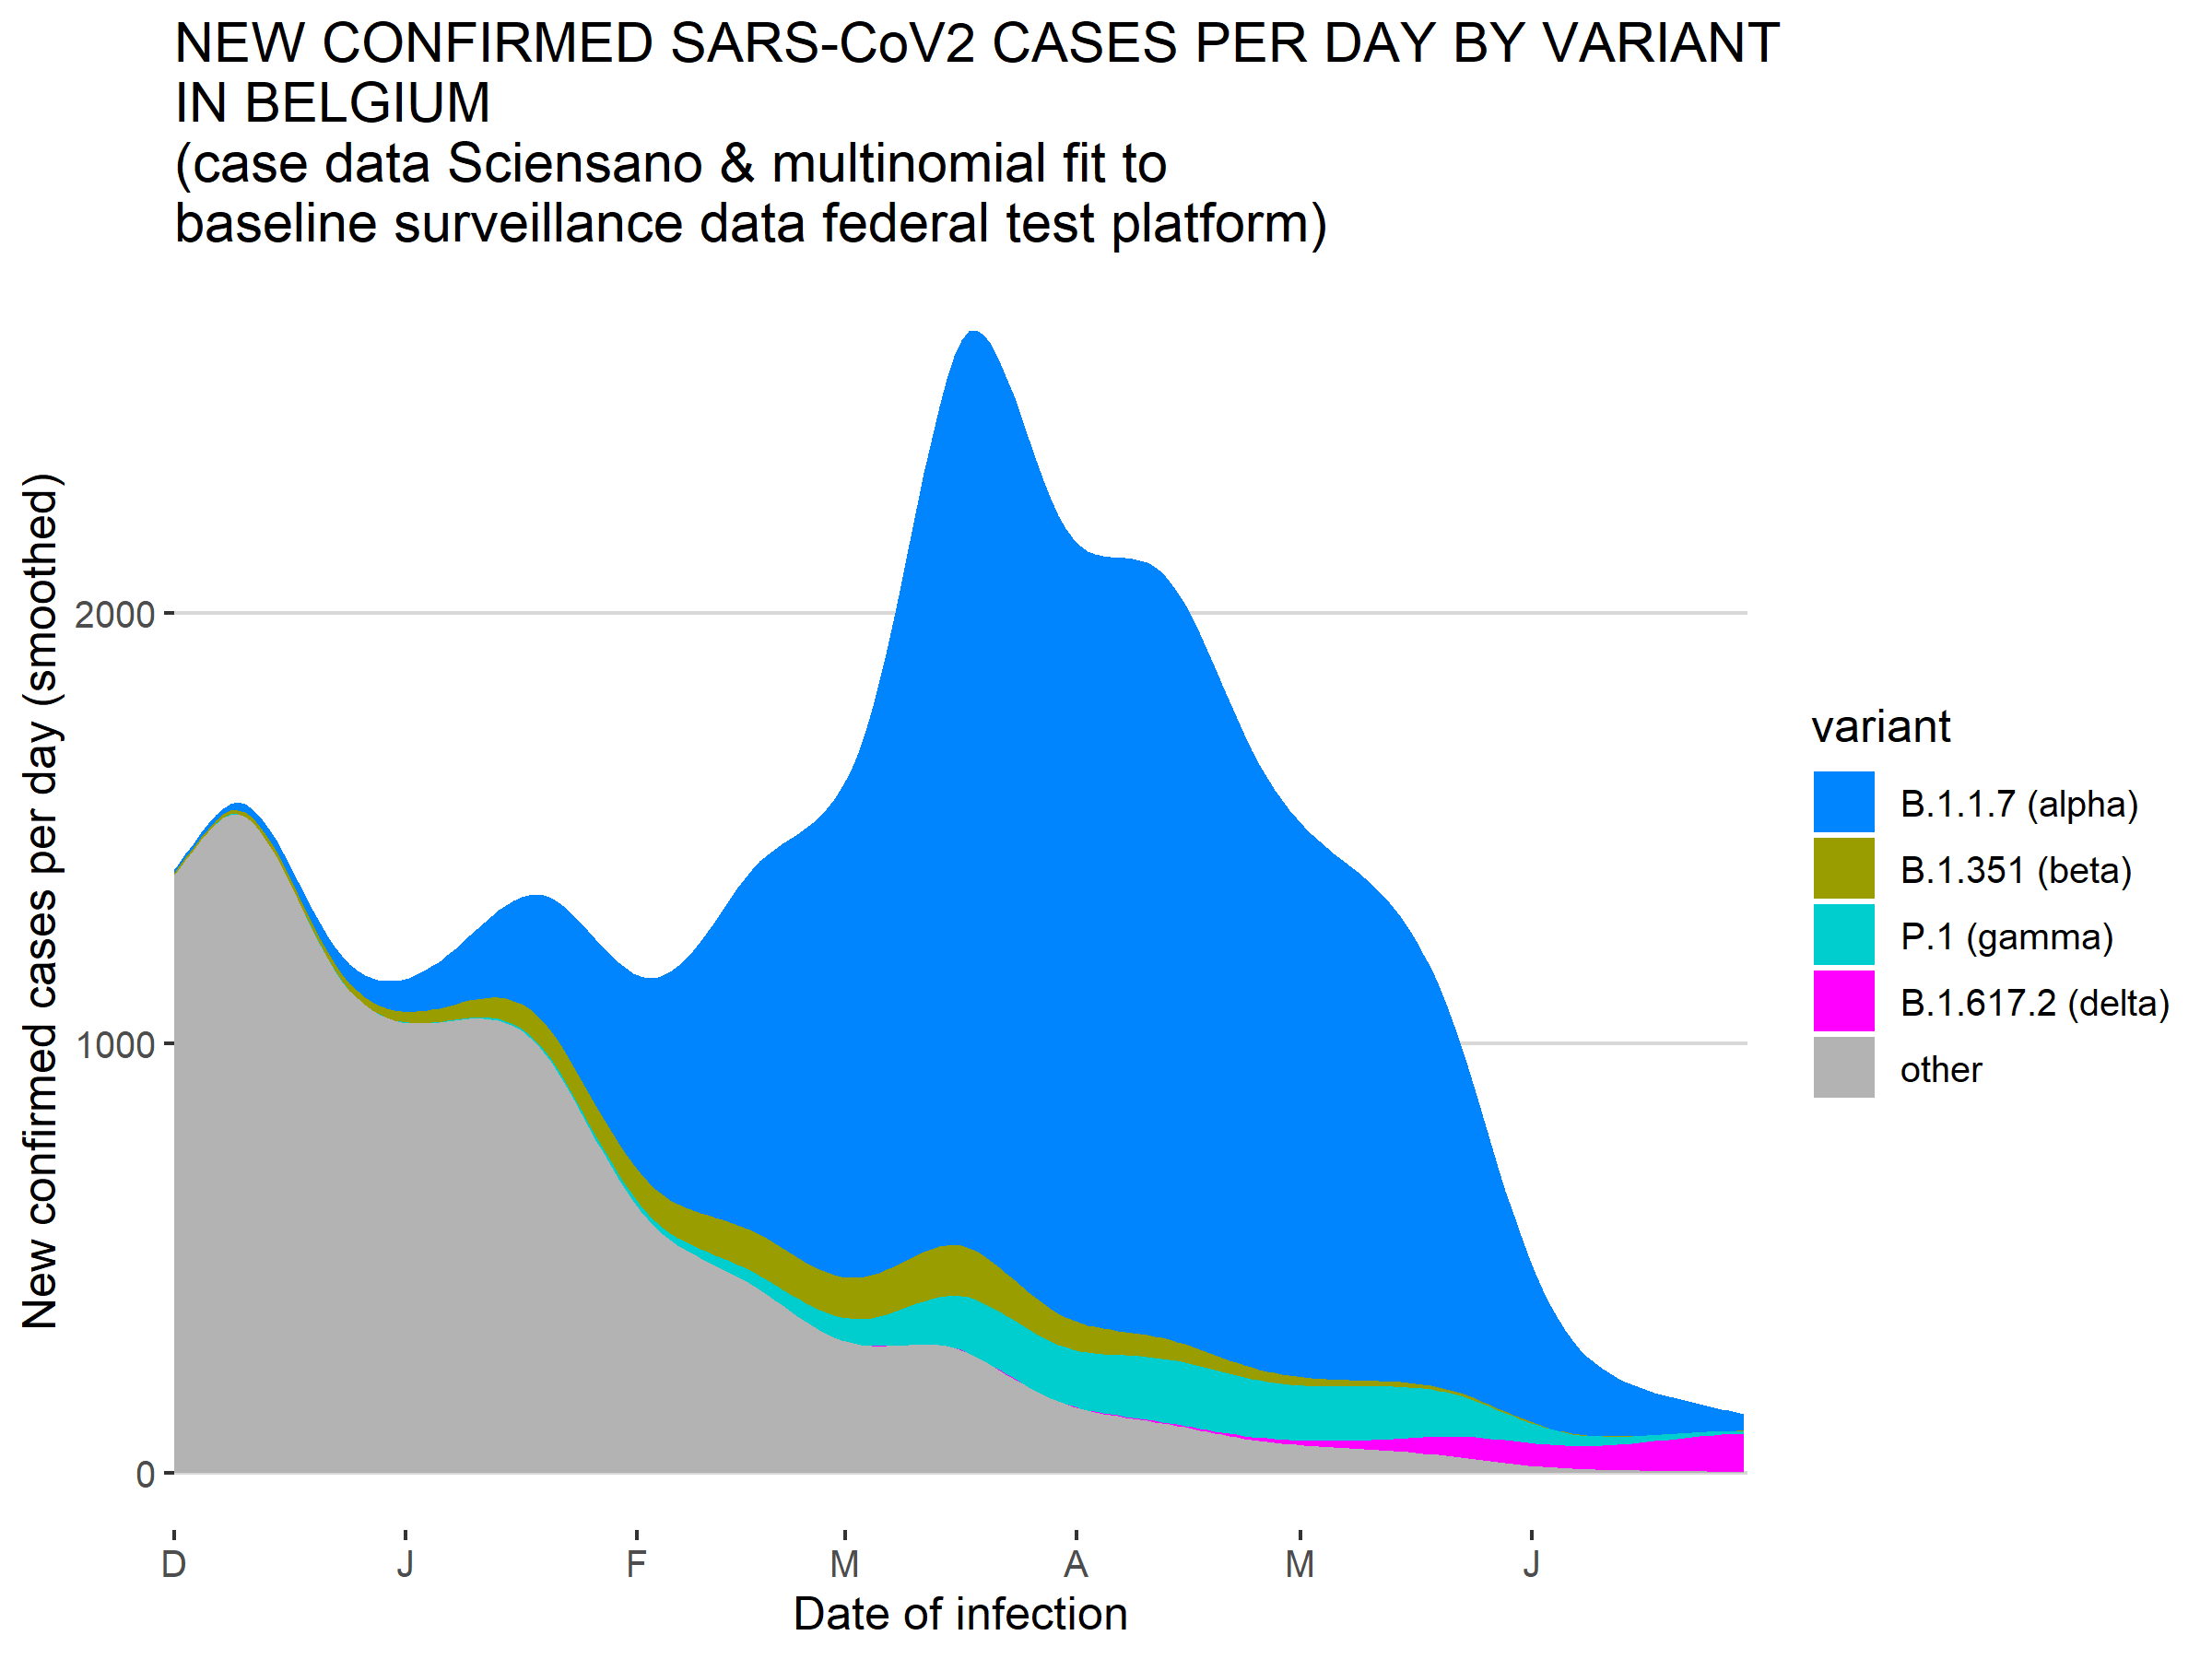 NEW CONFIRMED SARS-CoV2 CASES PER DAY BY VARIANT
IN BELGIUM
(case data Sciensano & multinomial fit to
baseline surveillance data federal test platform)
New confirmed cases per day (smoothed)
2000
1000
0
D J F M A M J
Date of infection
variant
B.1.1.7 (alpha)
B.1.351 (beta)
P.1 (gamma)
B.1.617.2 (delta)
other